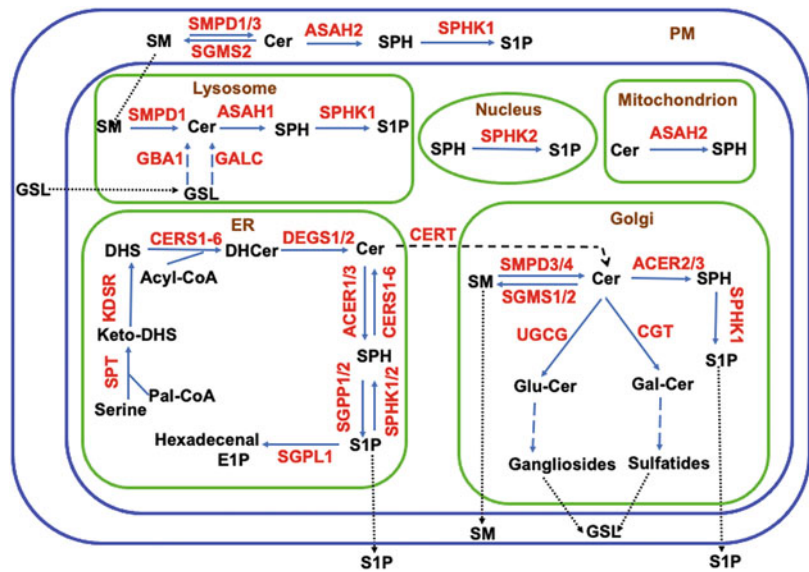 SMPD1/3
SM
Cer
ASAH2
SPH
SPHK1
S1P
SGMS2
PM
Lysosome
SM
SMPD1
Cer
ASAH1
SPH
SPHK1
S1P
GBA1
GALC
GSL
GSL
Nucleus
SPH
SPHK2
S1P
Mitochondrion
Cer
ASAH2
SPH
ER
DHS
CERS1-6
DHCer
DEGS1/2
Cer
Acyl-CoA
KDSR
Keto-DHS
SPT
Pal-CoA
Serine
ACER1/3
CERS1-6
SPH
SGPP1/2
SPHK1/2
Hexadecenal
E1P
SGPL1
S1P
S1P
CERT
Golgi
SM
SMPD3/4
SGMS1/2
Cer
ACER2/3
SPH
SPHK1
S1P
UGCG
CGT
Glu-Cer
Gal-Cer
Gangliosides
Sulfatides
SM
GSL
S1P